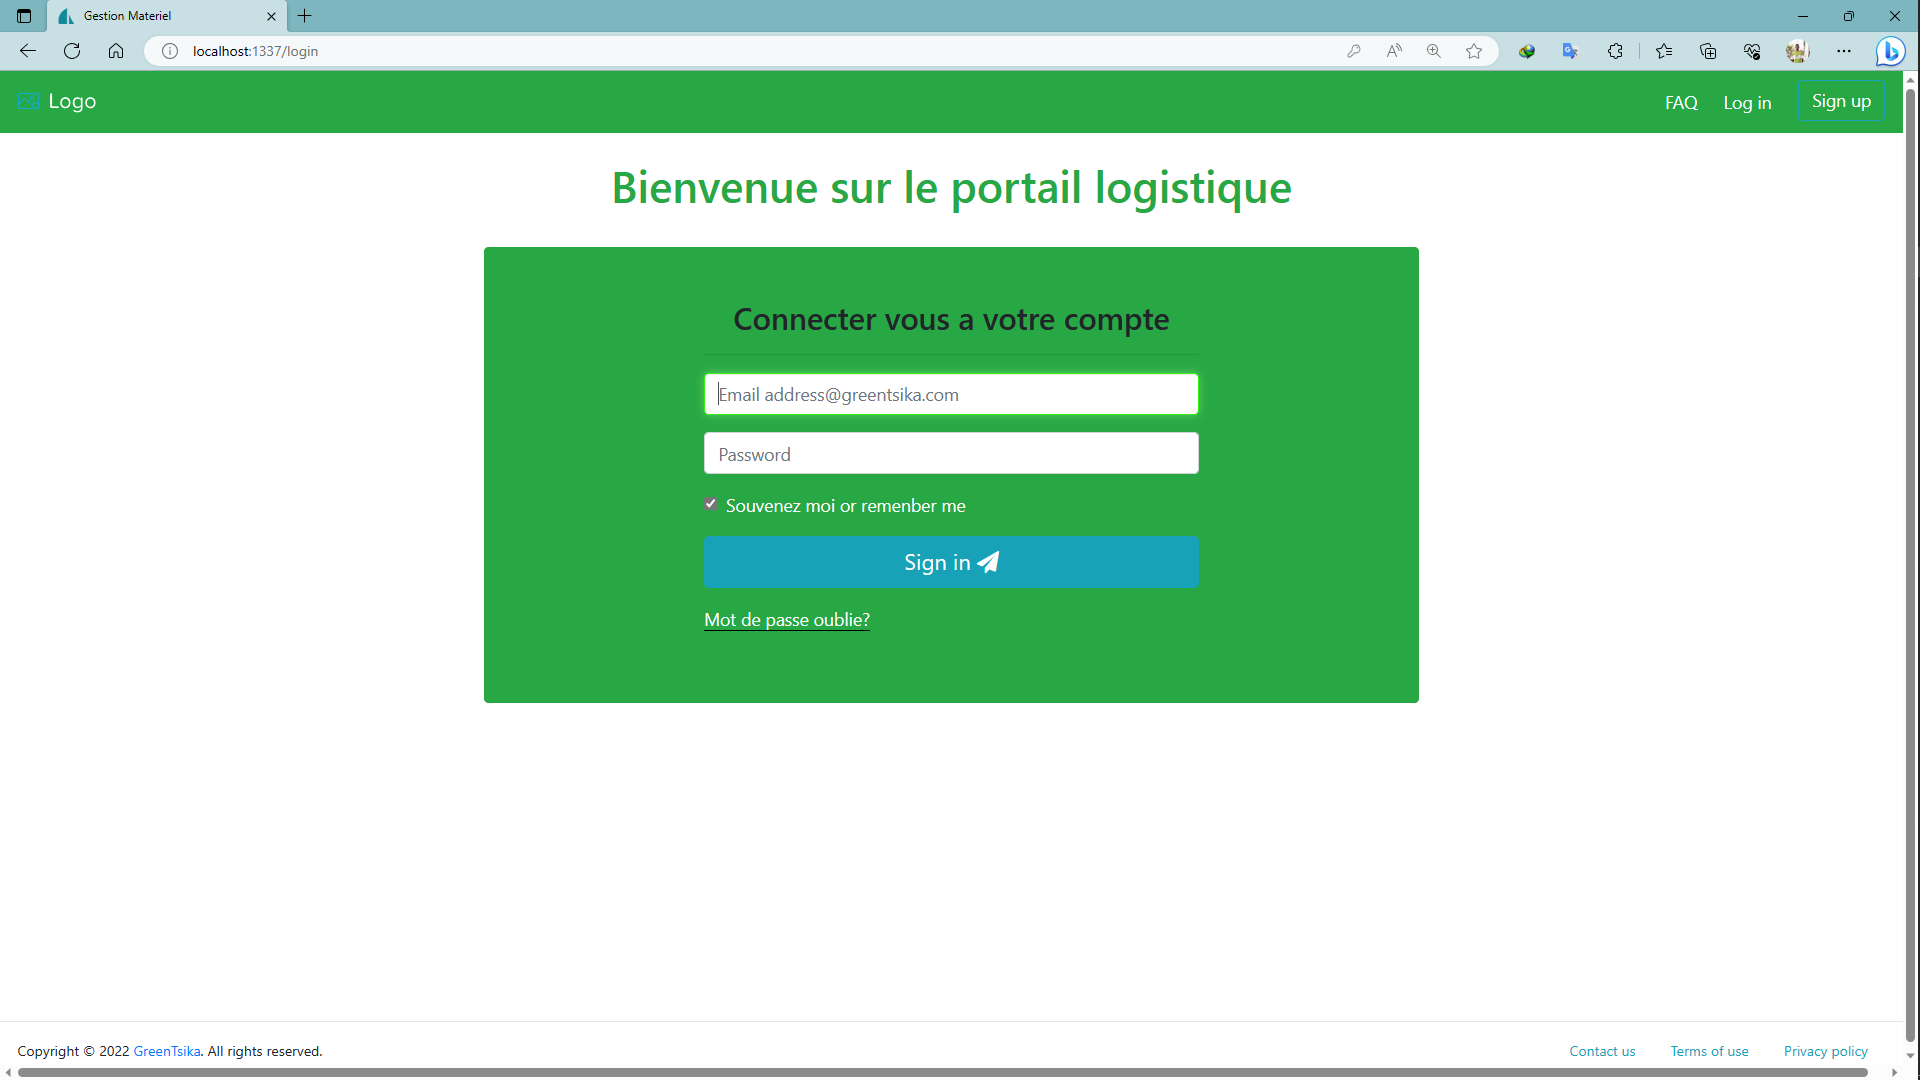 Gestion Materiel
localhost:1337/login
Logo
FAQ
Log in
Sign up
Bienvenue sur le portail logistique
Connecter vous a votre compte
Email address@greentsika.com
Password
Souvenez moi or remenber me
Sign in
Mot de passe oublie?
Copyright © 2022 GreenTsika. All rights reserved.
Contact us
Terms of use
Privacy policy